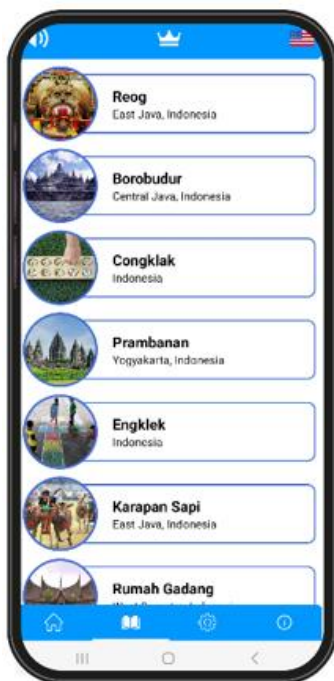 Reog
East Java, Indonesia
Borobudur
Central Java, Indonesia
Congklak
Indonesia
Prambanan
Yogyakarta, Indonesia
Engklek
Indonesia
Karapan Sapi
East Java, Indonesia
Rumah Gadang